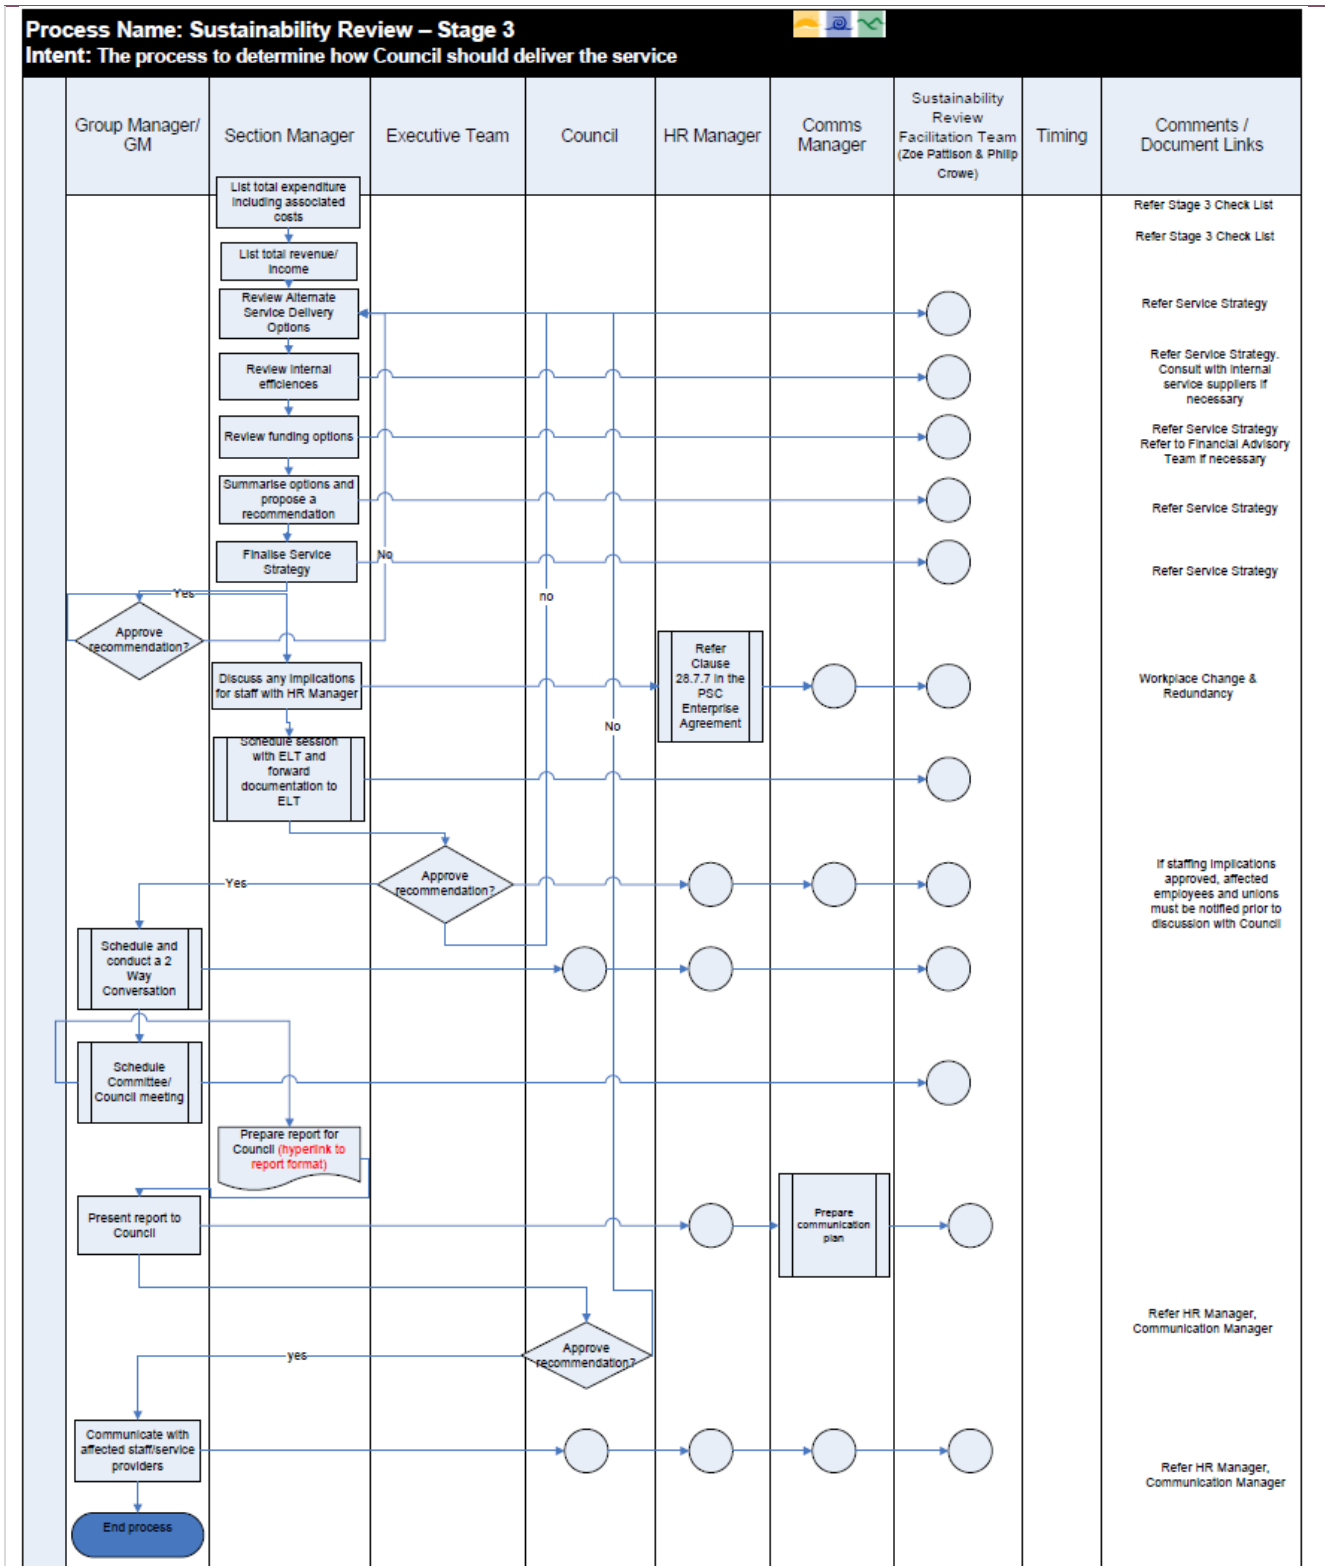 Process Name: Sustainability Review – Stage 3
Intent: The process to determine how Council should deliver the service
Group Manager/
GM
Section Manager
Executive Team
Council
HR Manager
Comms
Manager
Sustainability
Review
Facilitation Team
(Zoe Pattison & Philip
Crowe)
Timing
Comments /
Document Links
List total expenditure
including associated
costs
Refer Stage 3 Check List
List total revenue/
income
Refer Stage 3 Check List
Review Alternate
Service Delivery
Options
Refer Service Strategy
Review internal
efficiences
Refer Service Strategy.
Consult with internal
service suppliers if
necessary
Review funding options
Refer Service Strategy
Refer to Financial Advisory
Team if necessary
Summarise options and
propose a
recommendation
Refer Service Strategy
Finalise Service
Strategy
No
Refer Service Strategy
Yes
no
Approve
recommendation?
Discuss any implications
for staff with HR Manager
Refer
Clause
28.7.7 in the
PSC
Enterprise
Agreement
Workplace Change &
Redundancy
No
Schedule session
with ELT and
forward
documentation to
ELT
Approve
recommendation?
Yes
If staffing implications
approved, affected
employees and unions
must be notified prior to
discussion with Council
Schedule and
conduct a 2
Way
Conversation
Schedule
Committee/
Council meeting
Prepare report for
Council (hyperlink to
report format)
Present report to
Council
Prepare
communication
plan
Refer HR Manager,
Communication Manager
Approve
recommendation?
yes
Communicate with
affected staff/service
providers
Refer HR Manager,
Communication Manager
End process